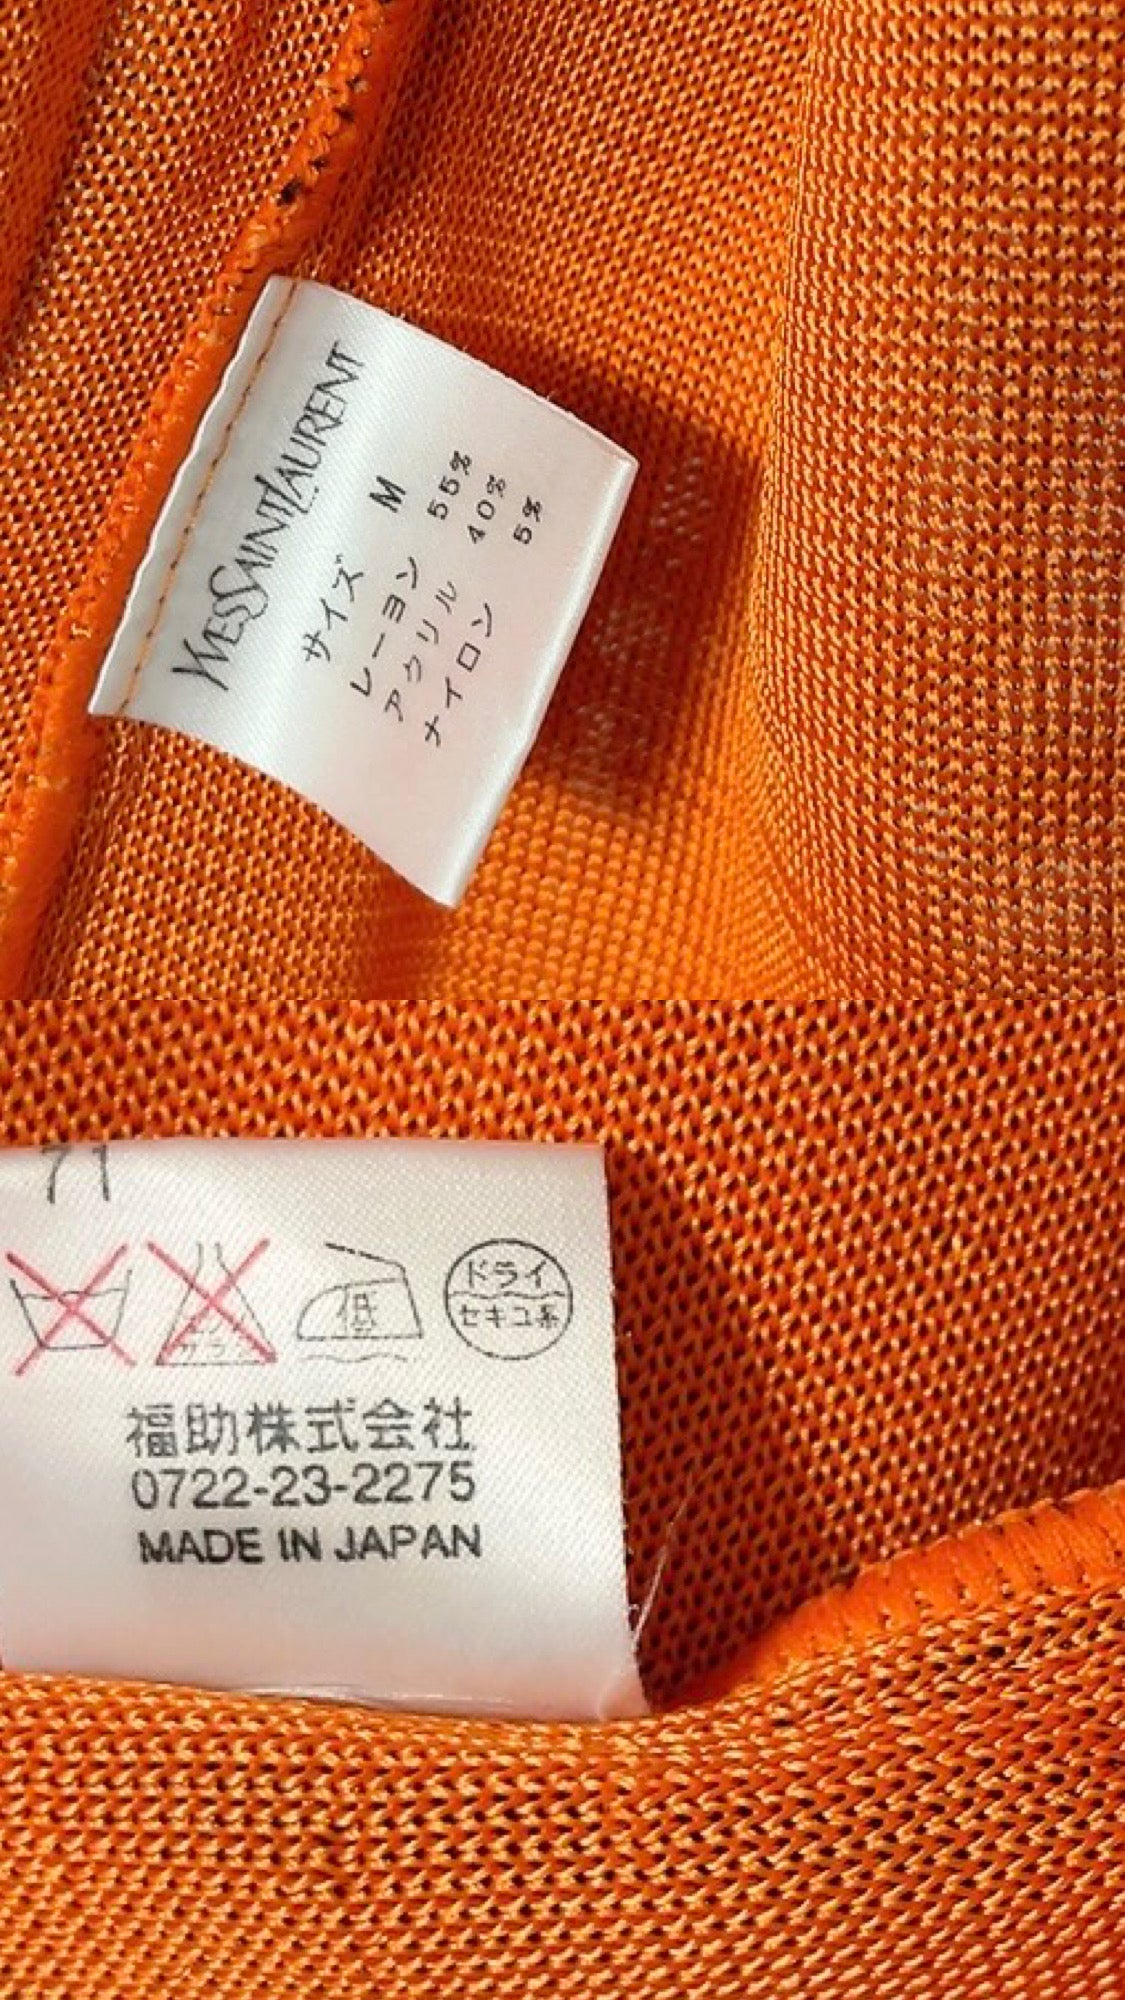 YVES SAINT LAURENT
サイズ M
レーヨン 55%
アクリル 40%
ナイロン 5%
71
低
ドライ
セキユ系
福助株式会社
0722-23-2275
MADE IN JAPAN